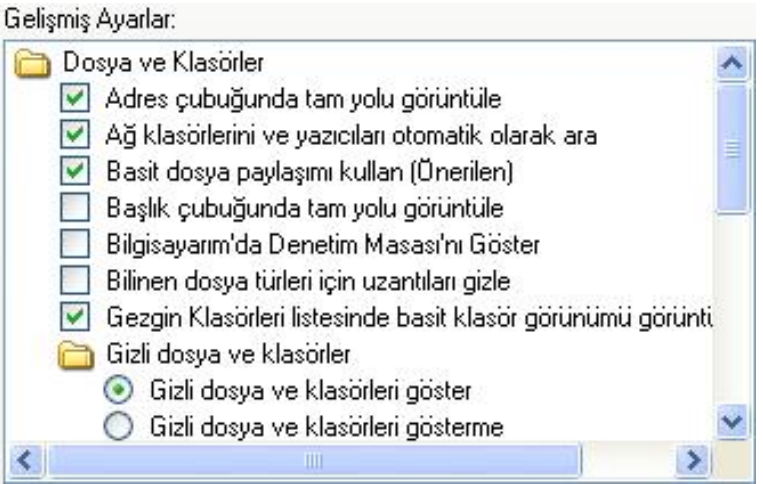 Gelişmiş Ayarlar:
Dosya ve Klasörler
Adres çubuğunda tam yolu görüntüle
Ağ klasörlerini ve yazıcıları otomatik olarak ara
Basit dosya paylaşımı kullan (Önerilen)
Başlık çubuğunda tam yolu görüntüle
Bilgisayarım'da Denetim Masası'nı Göster
Bilinen dosya türleri için uzantıları gizle
Gezgin Klasörleri listesinde basit klasör görünümü görüntü
Gizli dosya ve klasörler
Gizli dosya ve klasörleri göster
Gizli dosya ve klasörleri gösterme